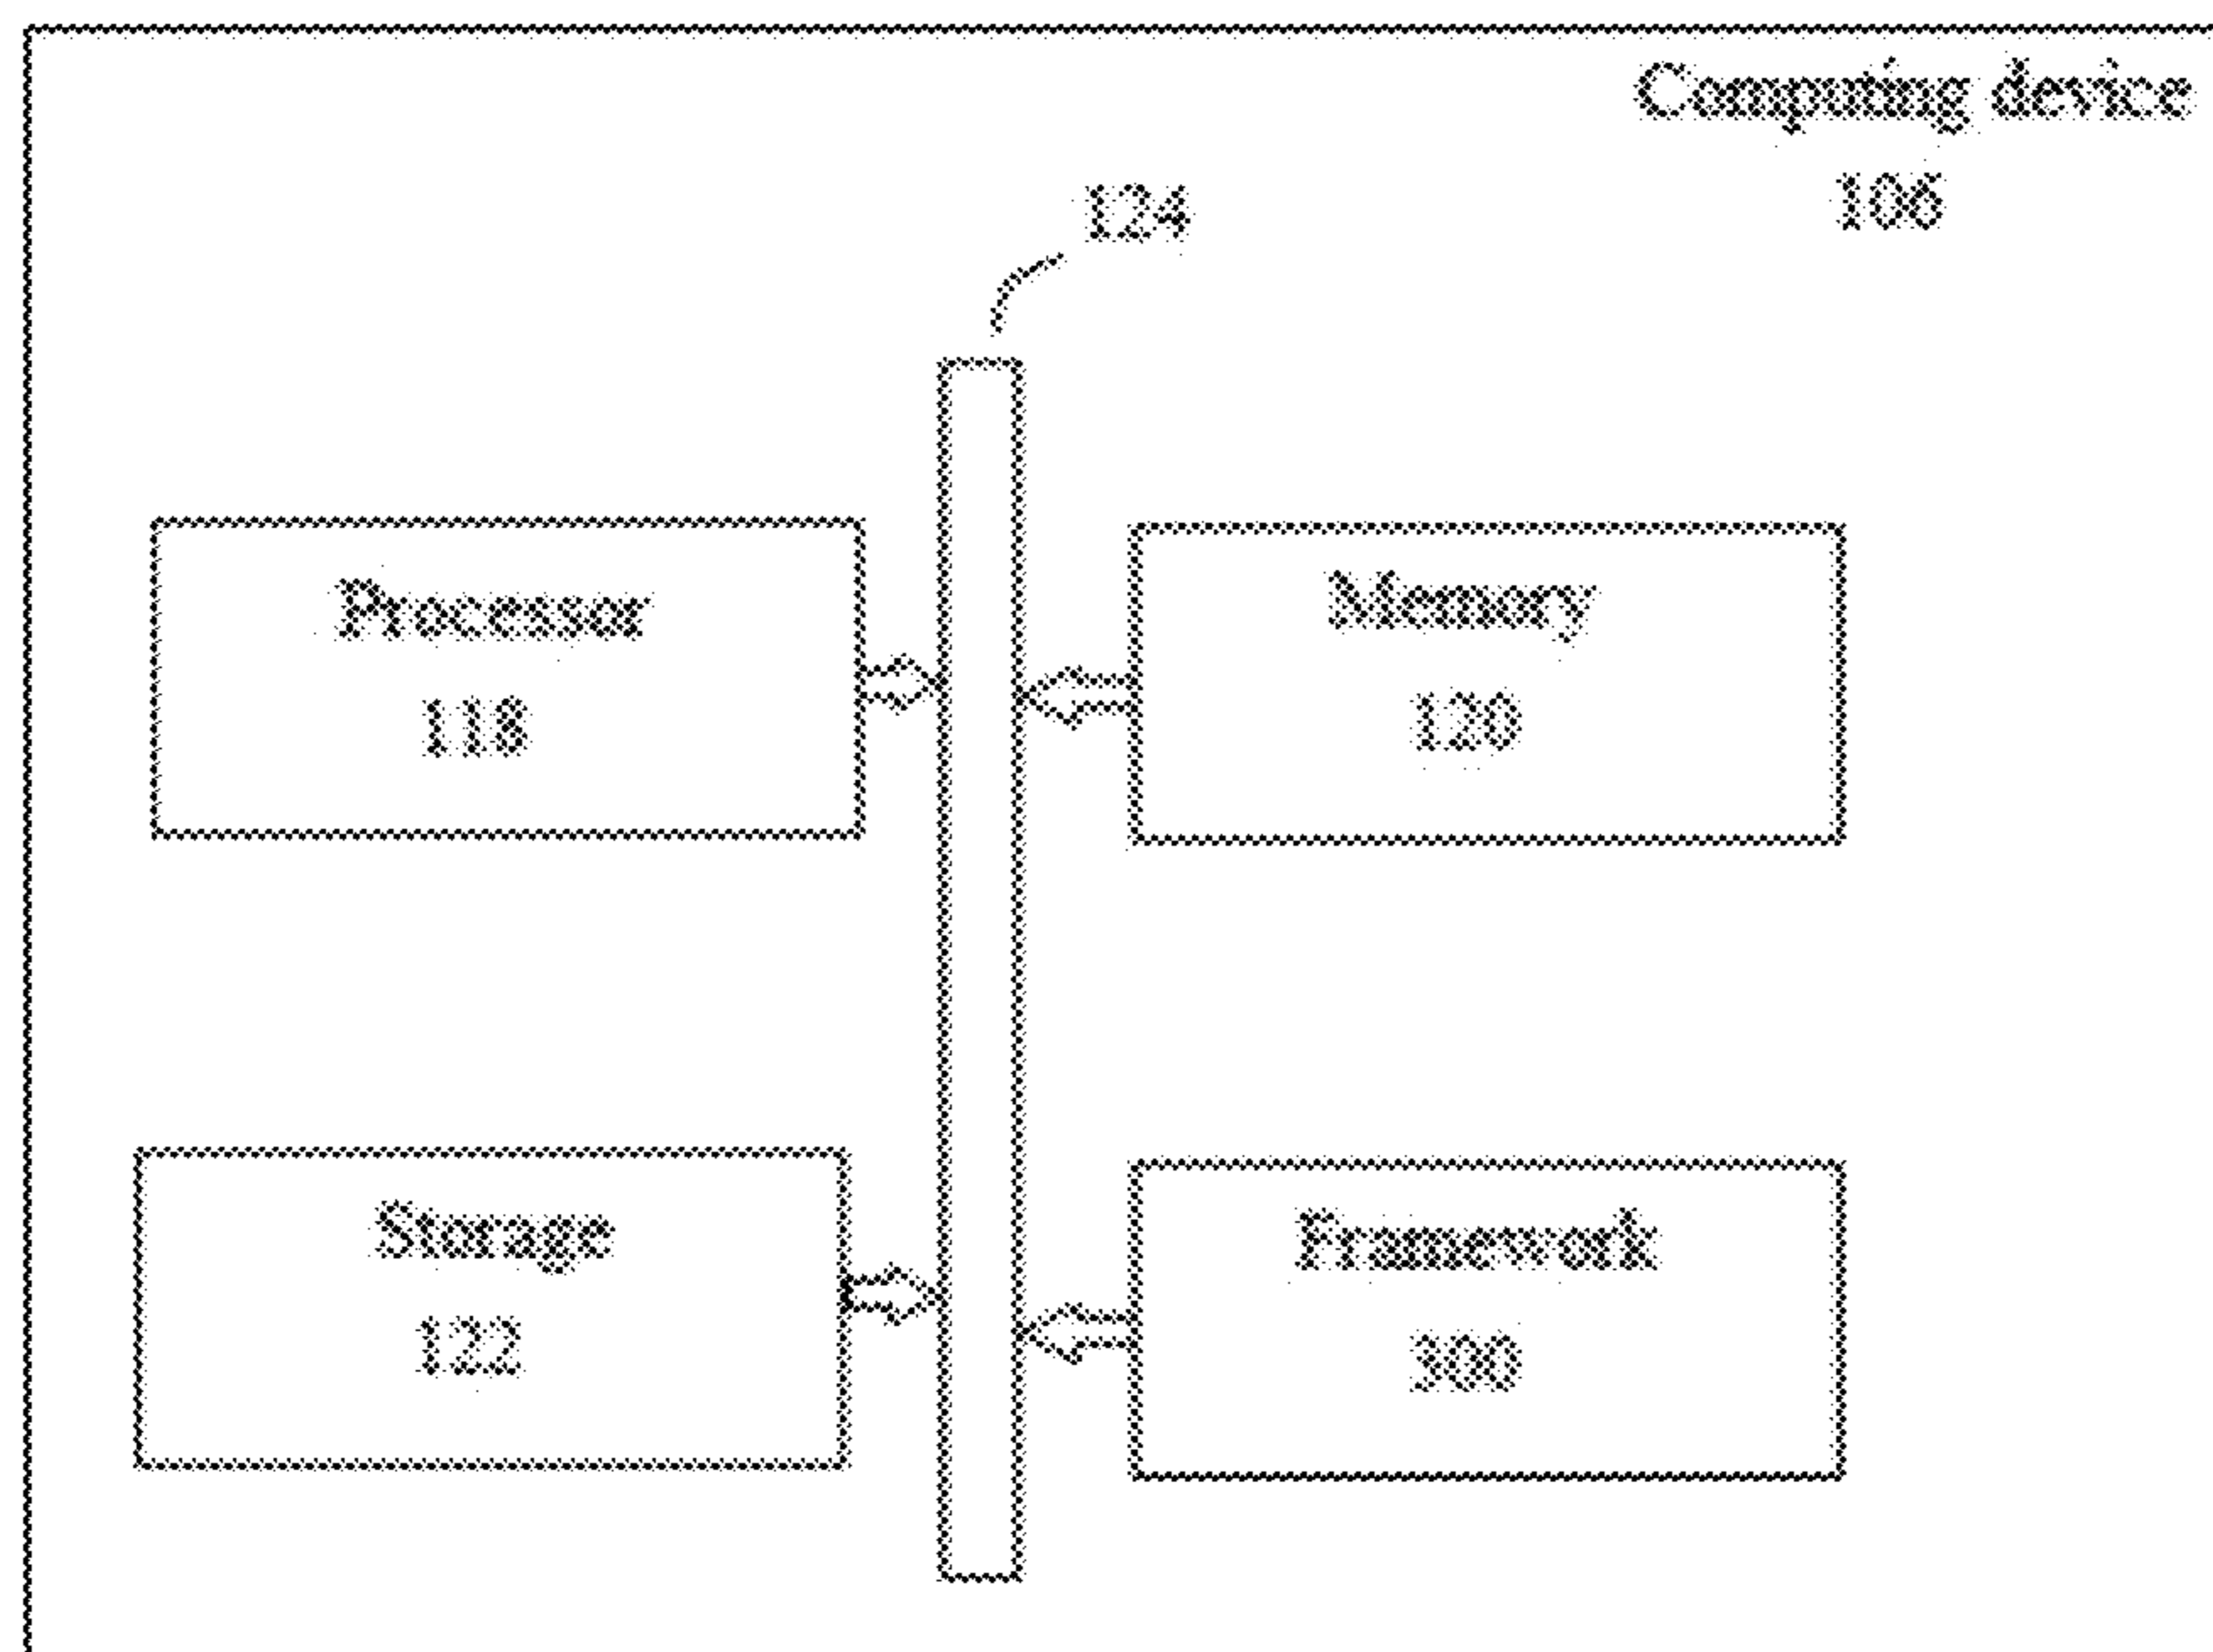 Computing device
106
124
Processor
118
Memory
120
Storage
122
Framework
300